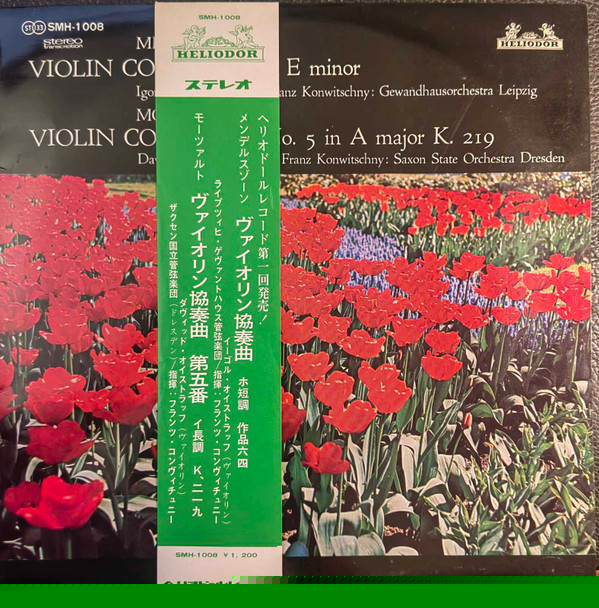 ST33 SMH-1008
stereo
transcription
VIOLIN CO
Igo
VIOLIN CO
Da
SMH-1008
HELIODOR
ステレオ
ヘリオドールレコード第一回発売!
メンデルスゾーン
ヴァイオリン協奏曲 ホ短調 作品六四
イーゴル・オイストラッフ(ヴァイオリン)
ライプツィヒ・ゲヴァントハウス管弦楽団/指揮:フランツ・コンヴィチュニー
モーツァルト
ヴァイオリン協奏曲 第五番 イ長調 K、二一九
ダヴィッド・オイストラッフ(ヴァイオリン)
ザクセン国立管弦楽団(ドレスデン)/指揮:フランツ・コンヴィチュニー
SMH-1008 ¥1,200
HELIODOR
E minor
anz Konwitschny: Gewandhausorchestra Leipzig
o. 5 in A major K. 219
Franz Konwitschny: Saxon State Orchestra Dresden